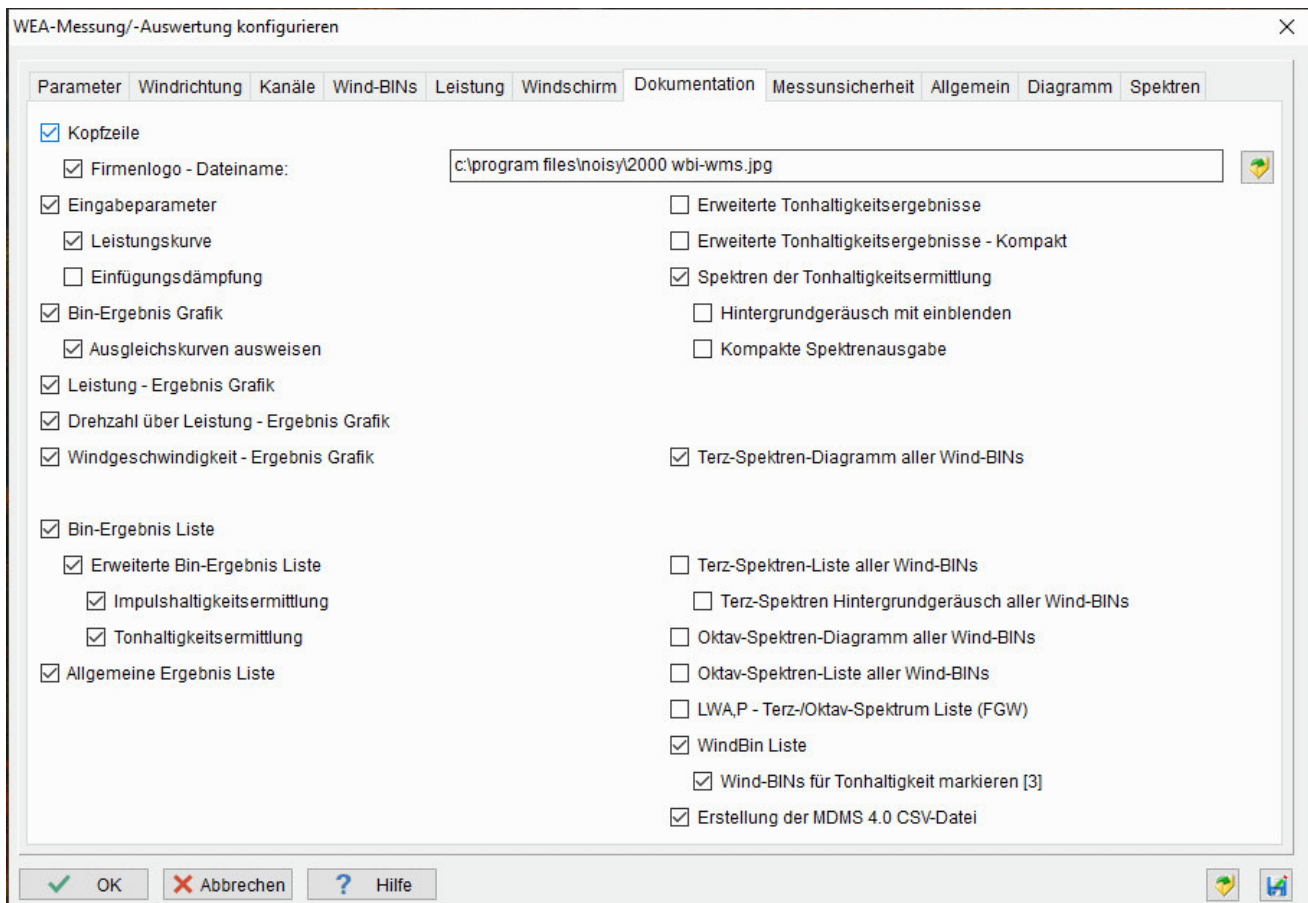 WEA-Messung/-Auswertung konfigurieren
Parameter Windrichtung Kanäle Wind-BINs Leistung Windschirm Dokumentation Messunsicherheit Allgemein Diagramm Spektren
Kopfzeile
Firmenlogo - Dateiname: c:\program files\noisy\2000 wbi-wms.jpg
Eingabeparameter Erweiterte Tonhaltigkeitsergebnisse
Leistungskurve Erweiterte Tonhaltigkeitsergebnisse - Kompakt
Einfügungsdämpfung Spektren der Tonhaltigkeitsermittlung
Bin-Ergebnis Grafik Hintergrundgeräusch mit einblenden
Ausgleichskurven ausweisen Kompakte Spektrenausgabe
Leistung - Ergebnis Grafik
Drehzahl über Leistung - Ergebnis Grafik
Windgeschwindigkeit - Ergebnis Grafik Terz-Spektren-Diagramm aller Wind-BINs
Bin-Ergebnis Liste
Erweiterte Bin-Ergebnis Liste Terz-Spektren-Liste aller Wind-BINs
Impulshaltigkeitsermittlung Terz-Spektren Hintergrundgeräusch aller Wind-BINs
Tonhaltigkeitsermittlung Oktav-Spektren-Diagramm aller Wind-BINs
Allgemeine Ergebnis Liste Oktav-Spektren-Liste aller Wind-BINs
LWA,P - Terz-/Oktav-Spektrum Liste (FGW)
WindBin Liste
Wind-BINs für Tonhaltigkeit markieren [3]
Erstellung der MDMS 4.0 CSV-Datei
OK Abbrechen ? Hilfe